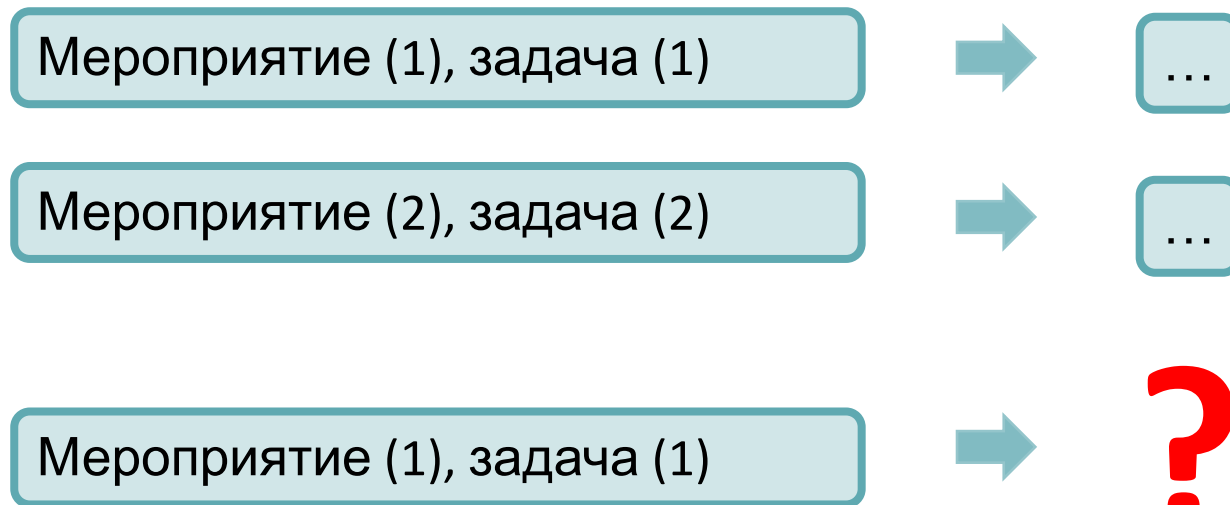 Мероприятие (1), задача (1)
…
Мероприятие (2), задача (2)
…
Мероприятие (1), задача (1)
?